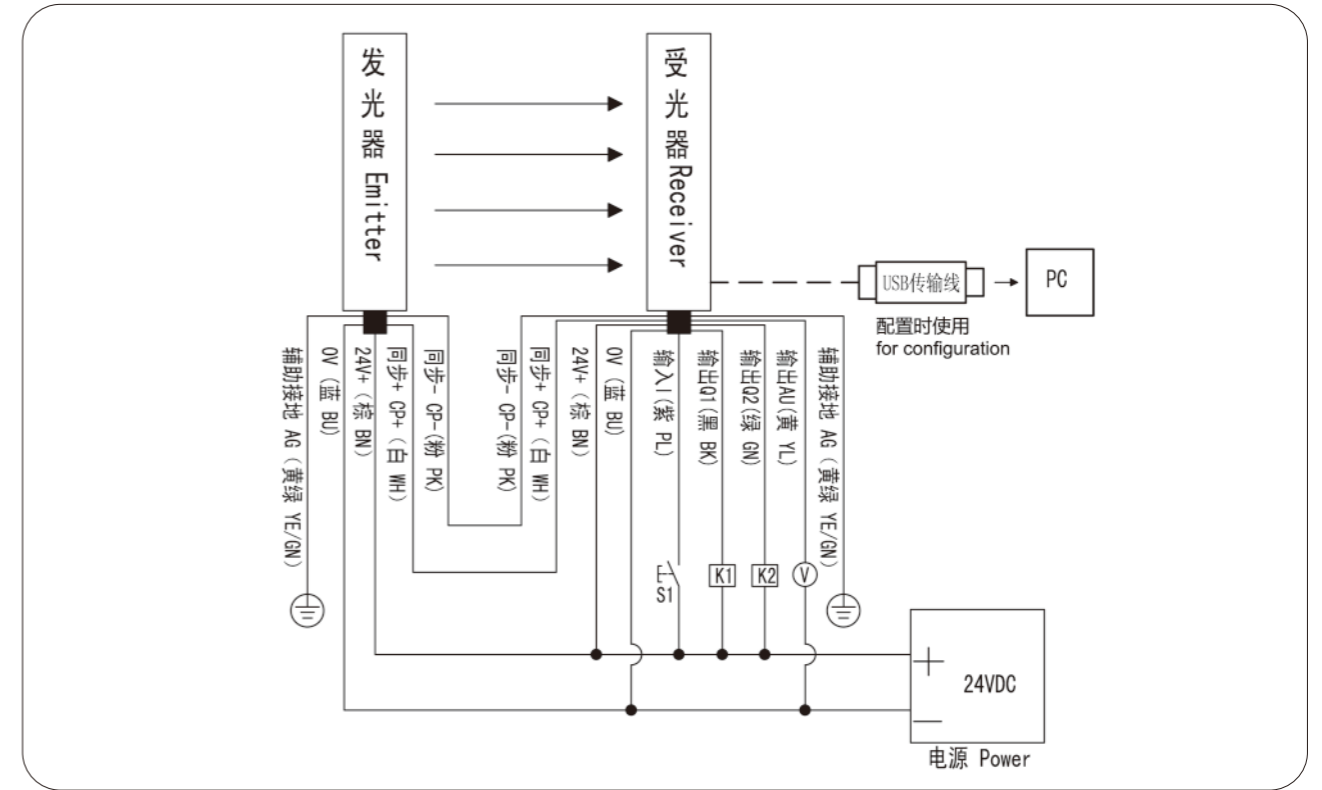 发光器 Emitter
受光器 Receiver
USB传输线
PC
配置时使用
for configuration
辅助接地 AG（黄绿 YE/GN）
0V（蓝 BU）
24V+（棕 BN）
同步+ CP+（白 WH）
同步- CP-(粉 PK)
同步- CP-(粉 PK)
同步+ CP+（白 WH）
24V+（棕 BN）
0V（蓝 BU）
输入I(紫 PL)
输出Q1(黑 BK)
输出Q2(绿 GN)
输出AU(黄 YL)
辅助接地 AG（黄绿 YE/GN）
S1
K1
K2
V
+
24VDC
—
电源 Power